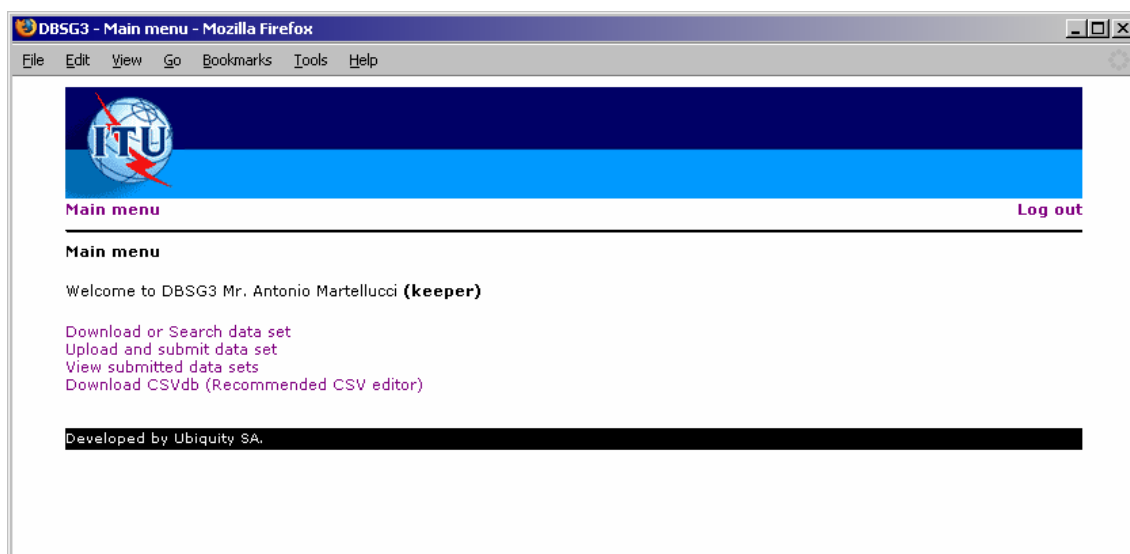 DBSG3 - Main menu - Mozilla Firefox
File Edit View Go Bookmarks Tools Help
ITU
Main menu Log out
Main menu
Welcome to DBSG3 Mr. Antonio Martellucci (keeper)
Download or Search data set
Upload and submit data set
View submitted data sets
Download CSVdb (Recommended CSV editor)
Developed by Ubiquity SA.